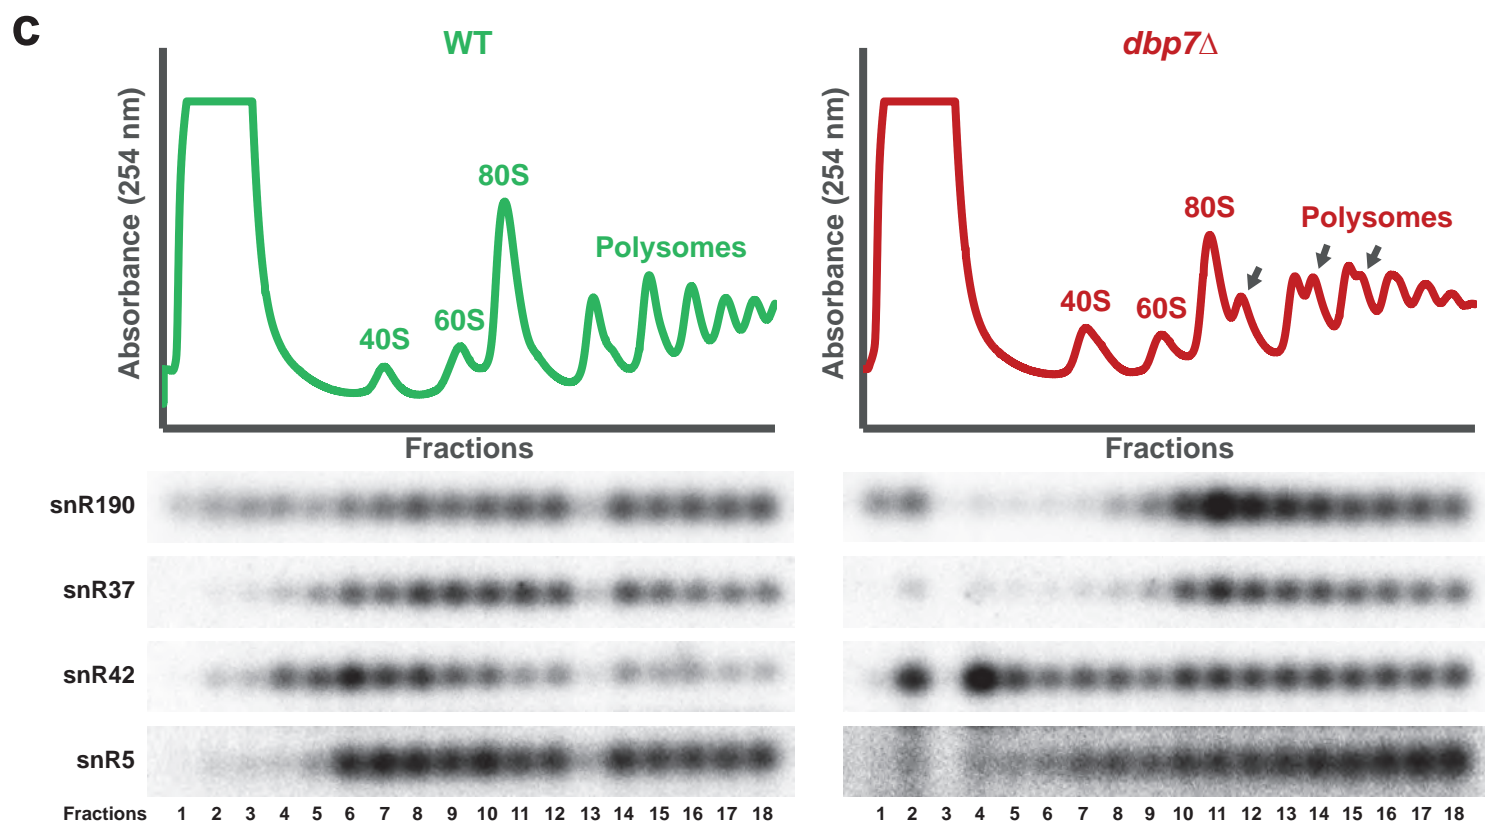 c
WT
Absorbance (254 nm)
40S
60S
80S
Polysomes
Fractions
dbp7Δ
Absorbance (254 nm)
40S
60S
80S
Polysomes
Fractions
snR190
snR37
snR42
snR5
Fractions 1 2 3 4 5 6 7 8 9 10 11 12 13 14 15 16 17 18 1 2 3 4 5 6 7 8 9 10 11 12 13 14 15 16 17 18